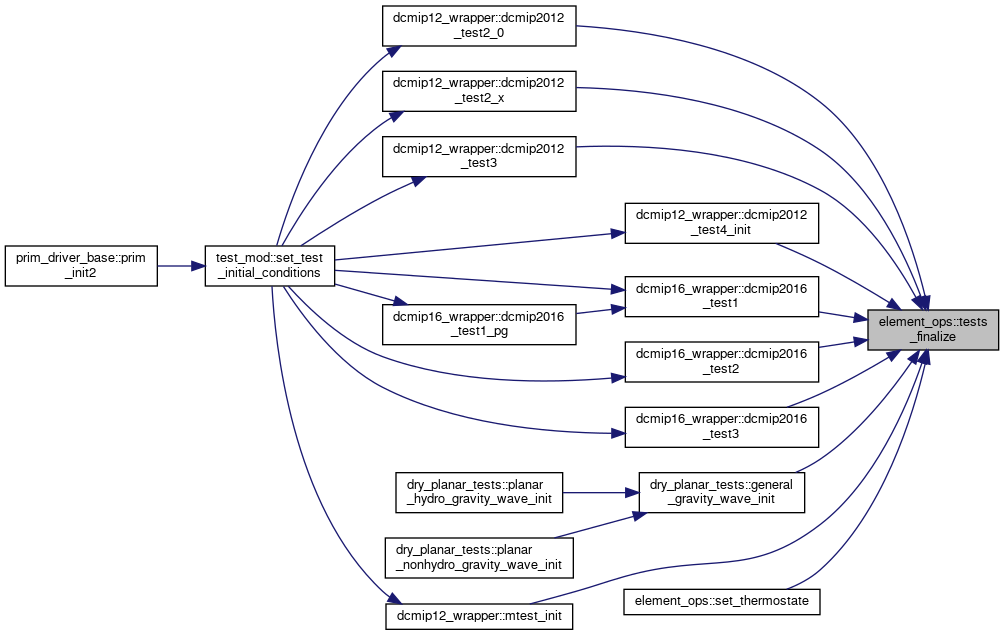 dcmip12_wrapper::dcmip2012
_test2_0
dcmip12_wrapper::dcmip2012
_test2_x
dcmip12_wrapper::dcmip2012
_test3
dcmip12_wrapper::dcmip2012
_test4_init
prim_driver_base::prim
_init2
test_mod::set_test
_initial_conditions
dcmip16_wrapper::dcmip2016
_test1
dcmip16_wrapper::dcmip2016
_test1_pg
element_ops::tests
_finalize
dcmip16_wrapper::dcmip2016
_test2
dcmip16_wrapper::dcmip2016
_test3
dry_planar_tests::planar
_hydro_gravity_wave_init
dry_planar_tests::general
_gravity_wave_init
dry_planar_tests::planar
_nonhydro_gravity_wave_init
element_ops::set_thermostate
dcmip12_wrapper::mtest_init